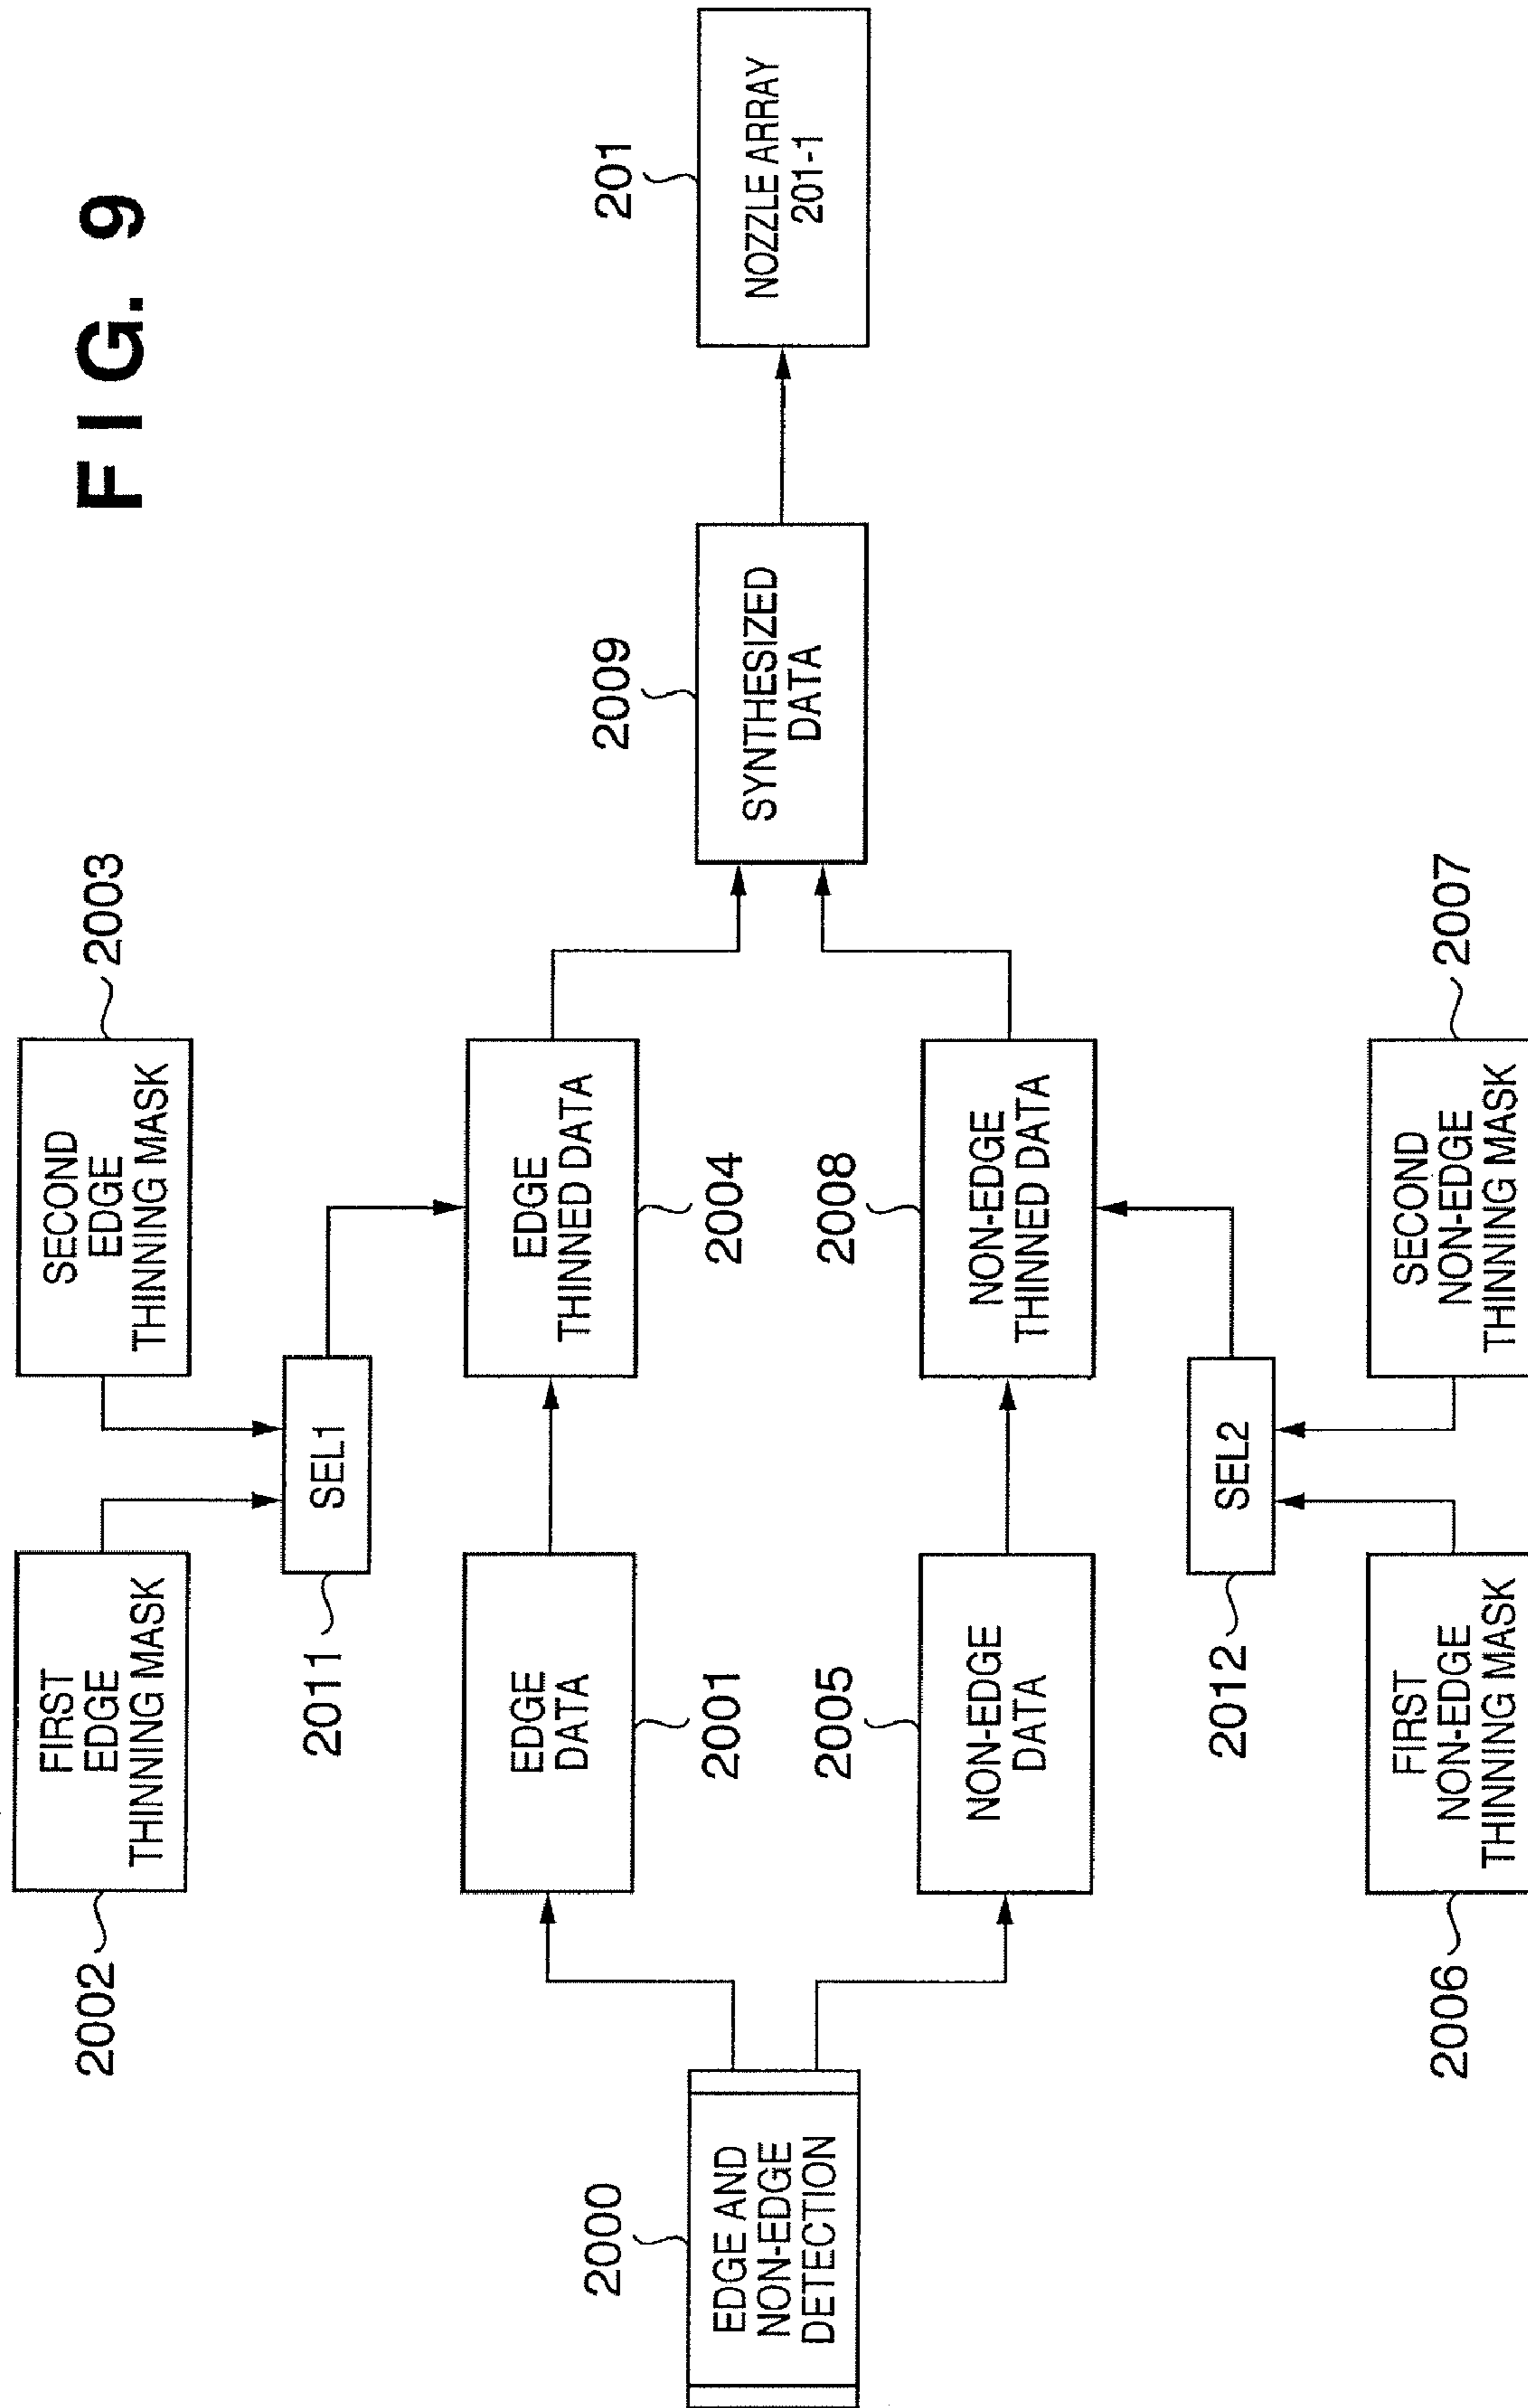 FIG. 9
2002
FIRST
EDGE
THINNING MASK
SECOND
EDGE
THINNING MASK
2003
2011
SEL1
EDGE
DATA
2001
EDGE
THINNED DATA
2004
2000
EDGE AND
NON-EDGE
DETECTION
2009
SYNTHESIZED
DATA
201
NOZZLE ARRAY
201-1
2005
NON-EDGE
DATA
2008
NON-EDGE
THINNED DATA
2012
SEL2
2006
FIRST
NON-EDGE
THINNING MASK
SECOND
NON-EDGE
THINNING MASK
2007